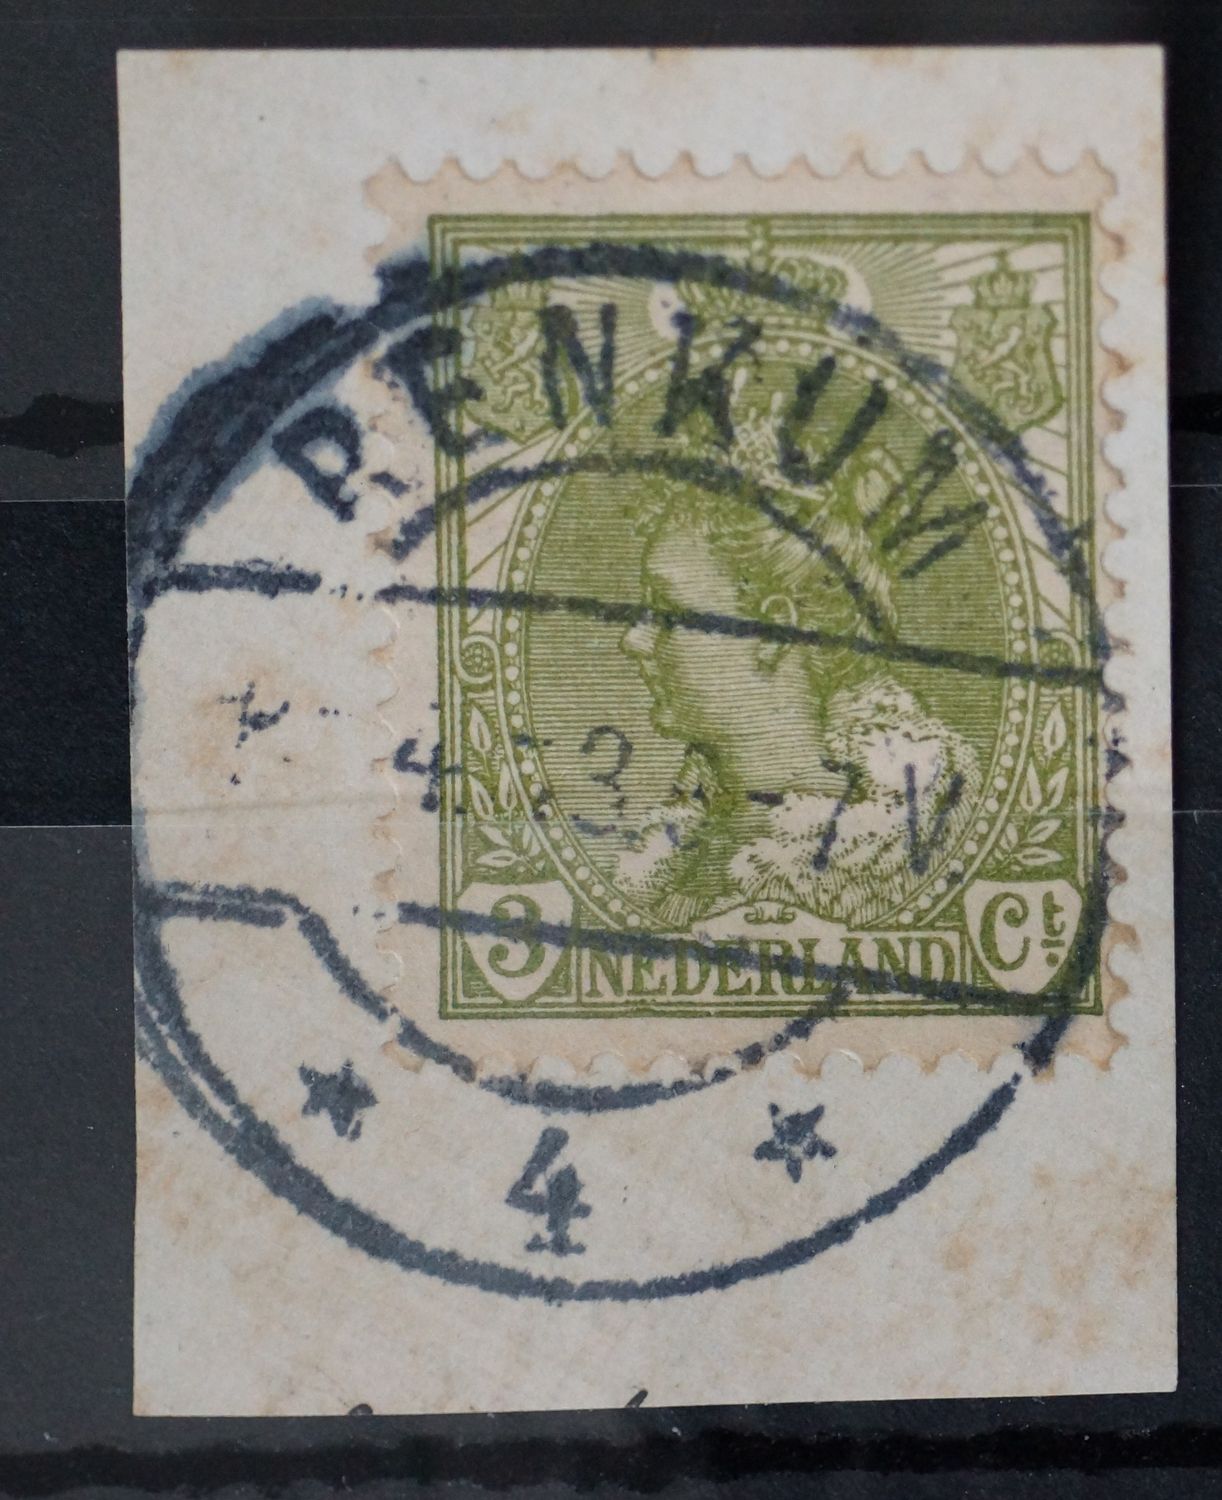 RENKUM
3 NEDERLAND Ct.
4